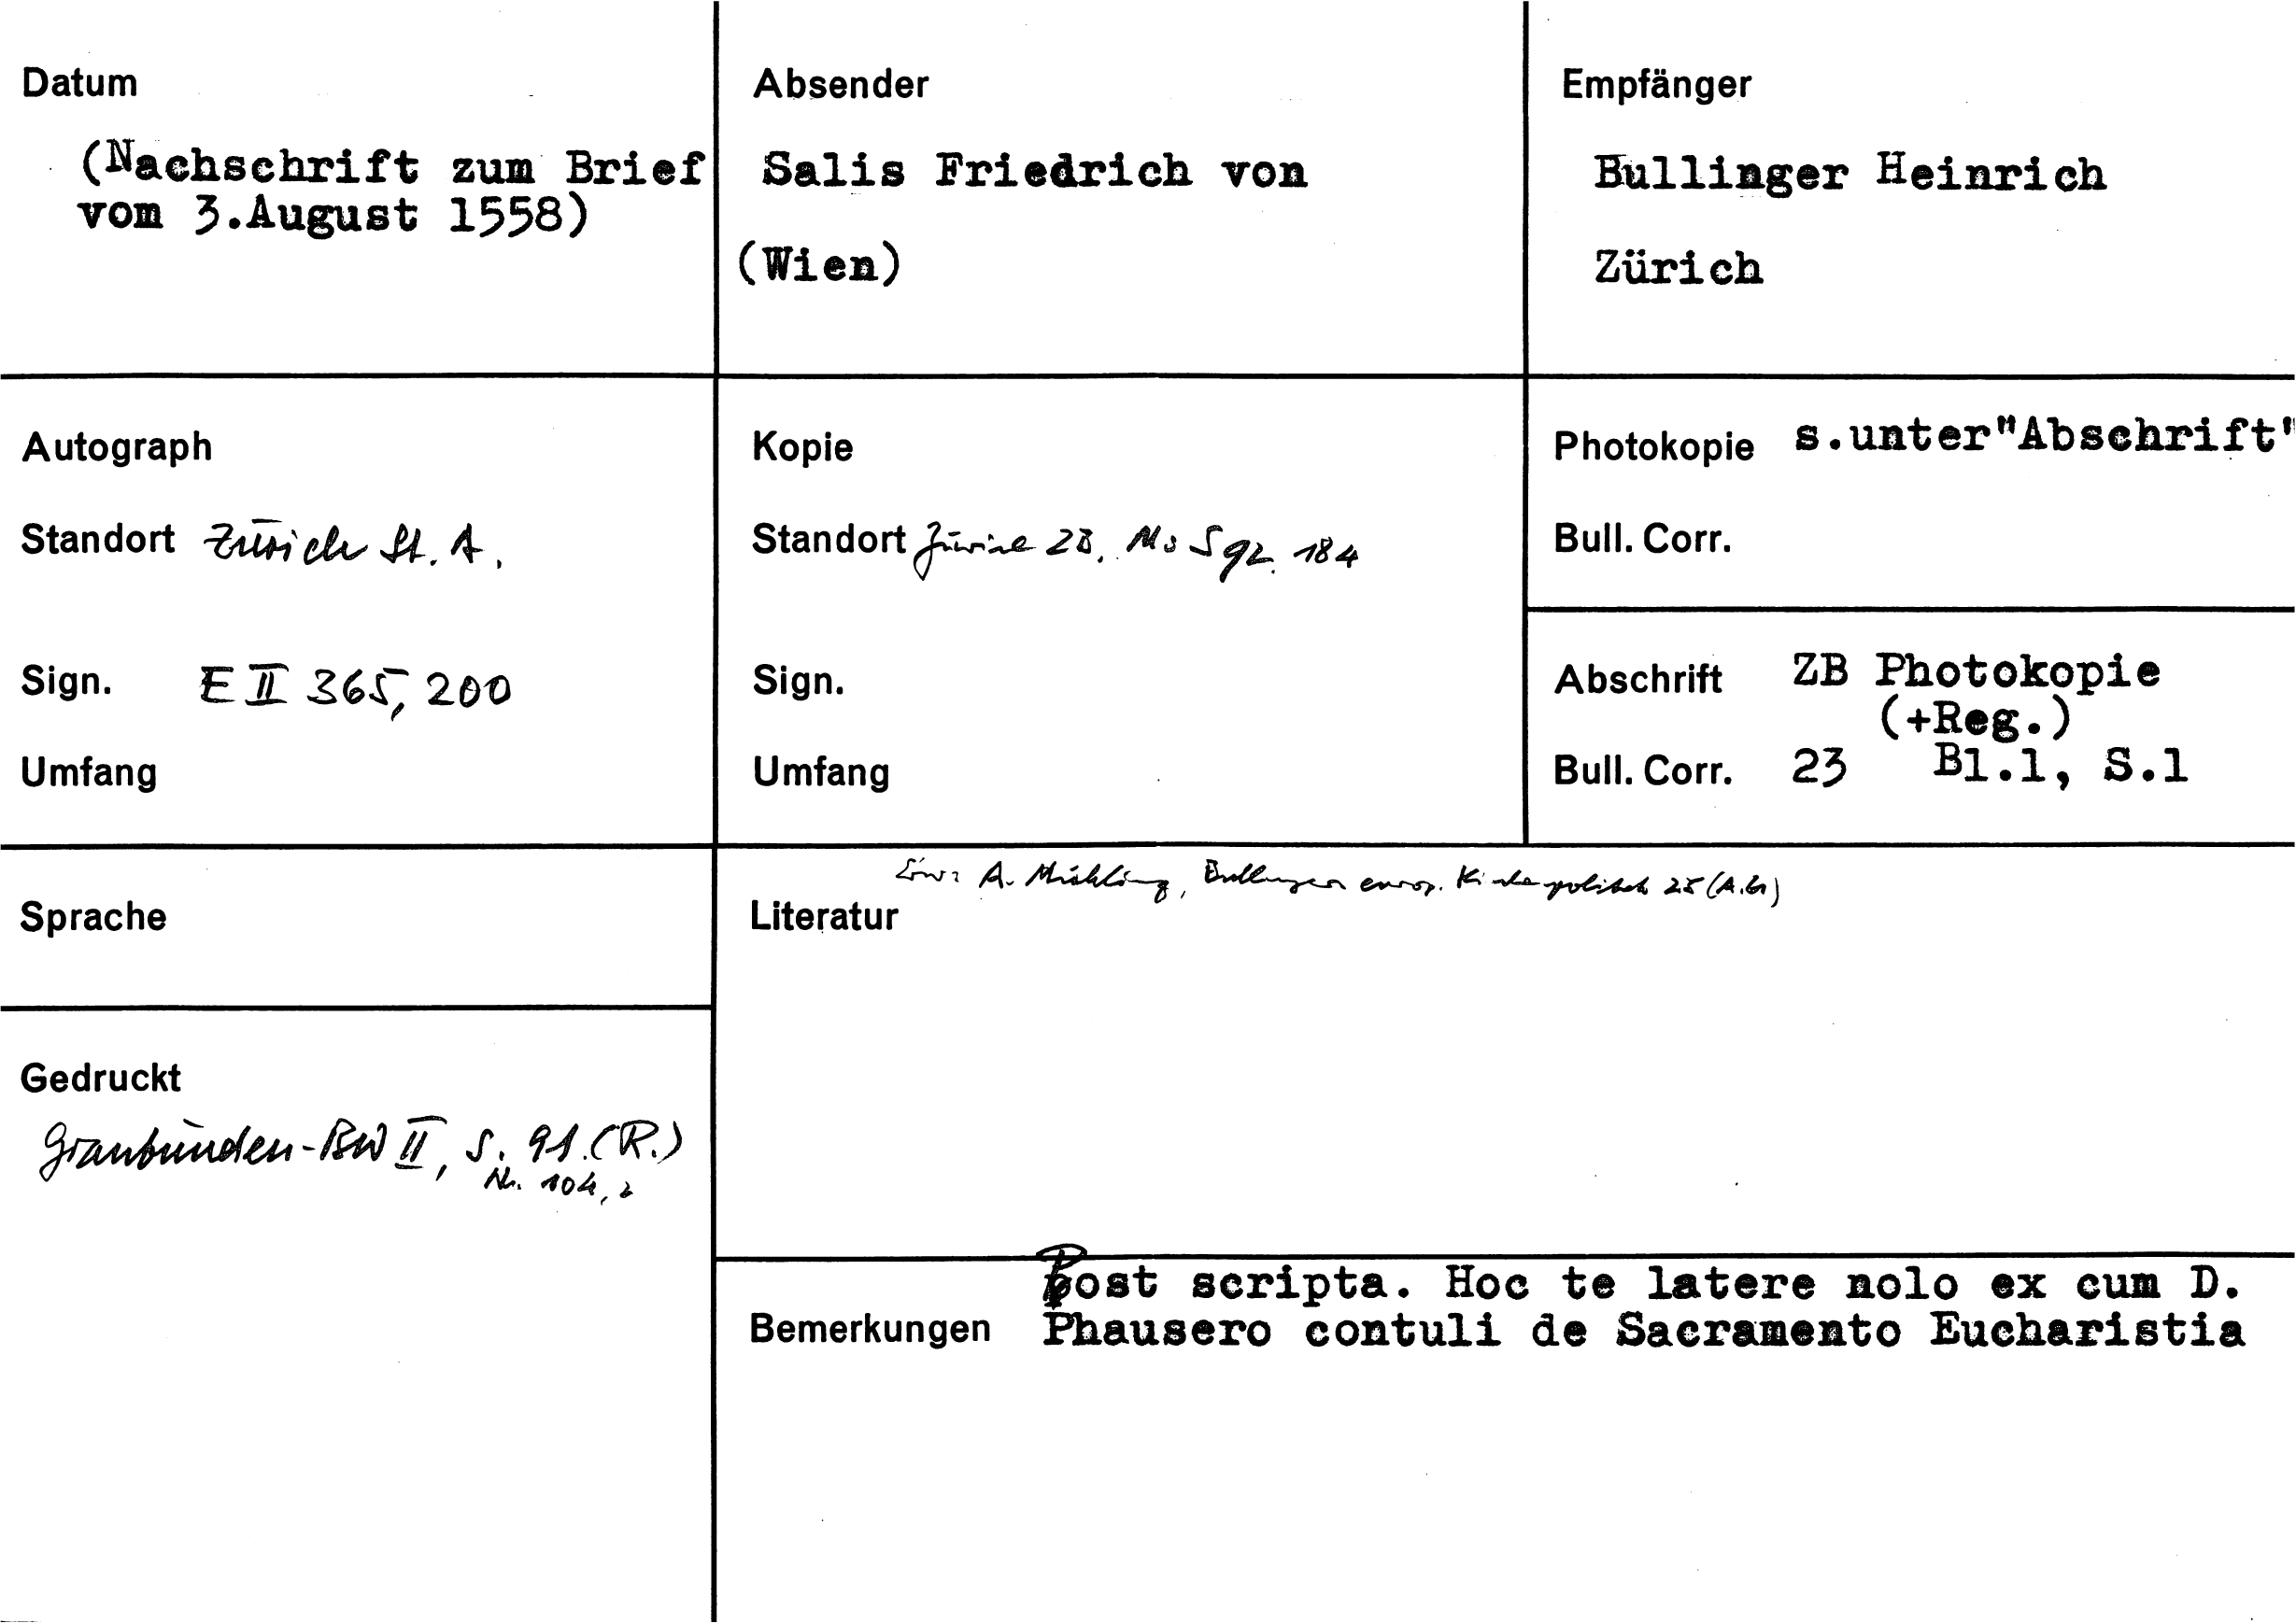 Datum
(Nachschrift zum Brief
vom 3.August 1558)
Absender
Salis Friedrich von
(Wien)
Empfänger
Bullinger Heinrich
Zürich
Autograph
Standort Zürich St. A.
Sign. E II 365, 200
Umfang
Kopie
Standort Zürich ZB. Ms S 92. 184
Sign.
Umfang
Photokopie s.unter"Abschrift"
Bull. Corr.
Abschrift ZB Photokopie
(+Reg.)
Bull. Corr. 23 Bl.1, S.1
Sprache
Gedruckt
Graubünden-BW II, S. 91.(R.)
Nr. 104, 2
A. Mühling, Bullingers europ. Kirchenpolitik 25
Literatur
Post scripta. Hoc te latere nolo ex cum D.
Bemerkungen Phausero contuli de Sacramento Eucharistia